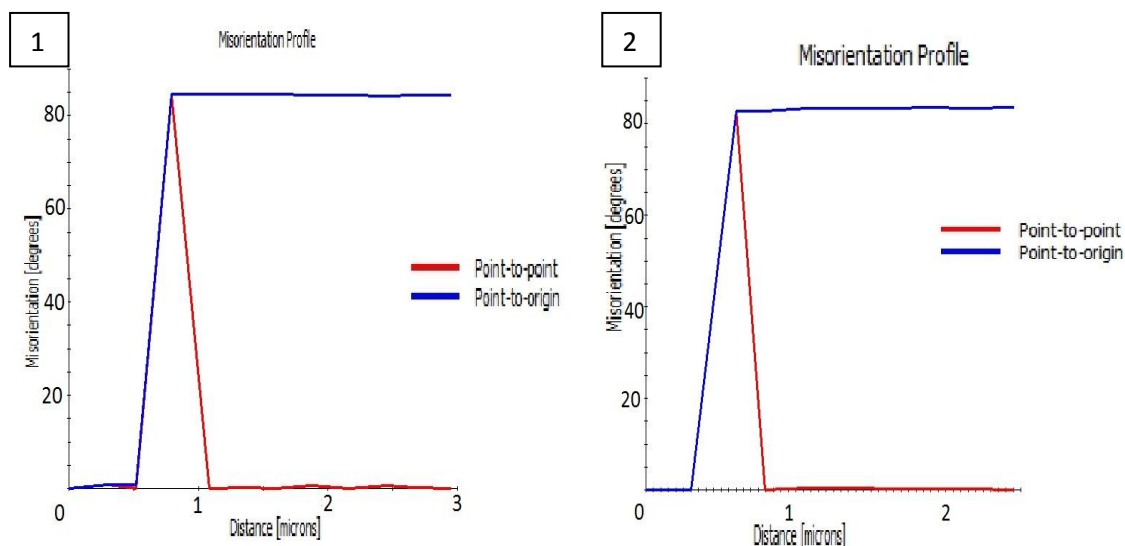 1
Misorientation Profile
80
60
40
20
0
1
2
3
Misorientation [degrees]
Distance [microns]
Point-to-point
Point-to-origin
2
Misorientation Profile
80
60
40
20
0
1
2
Misorientation [degrees]
Distance [microns]
Point-to-point
Point-to-origin